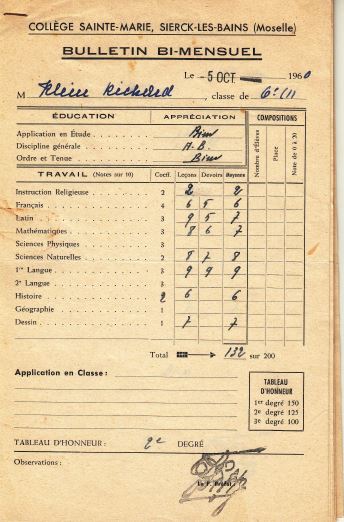 COLLÈGE SAINTE-MARIE, SIERCK-LES-BAINS (Moselle)
BULLETIN BI-MENSUEL
Le - 5 OCT. 1960
M Klein Richard, classe de 6e III
ÉDUCATION APPRÉCIATION COMPOSITIONS
Application en Étude Bien
Discipline générale A.B.
Ordre et Tenue Bien
Nombre d'Élèves Place Note de 0 à 20
TRAVAIL (Notes sur 10) Coeff. Leçons Devoirs Moyenne
Instruction Religieuse 2 2 2
Français 4 6 5 6
Latin 3 9 5 7
Mathématiques 3 8 6 7
Sciences Physiques 3
Sciences Naturelles 2 8 7 8
1re Langue 3 9 9 9
2e Langue 3
Histoire 2 6 6
Géographie 1
Dessin 1 7 7
Total 132 sur 200
Application en Classe :
TABLEAU
D'HONNEUR
1er degré 150
2e degré 125
3e degré 100
TABLEAU D'HONNEUR : 2e DEGRÉ
Observations :
Le P. Préfet